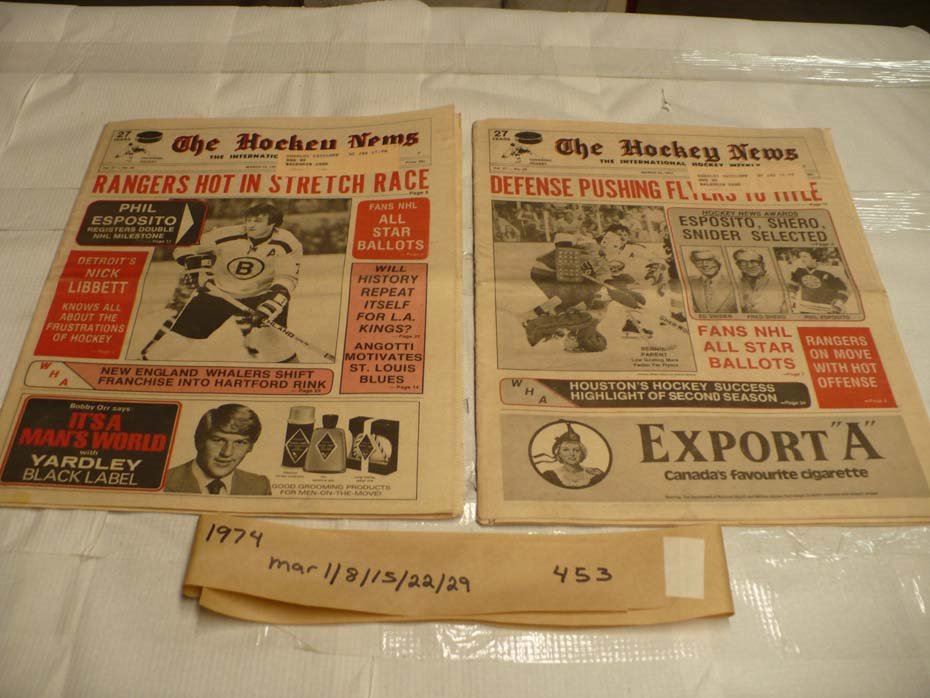 27
YEARS
The Hockey News
THE INTERNATIC
RANGERS HOT IN STRETCH RACE
PHIL
ESPOSITO
REGISTERS DOUBLE
NHL MILESTONE
FANS NHL
ALL
STAR
BALLOTS
DETROIT'S
NICK
LIBBETT
KNOWS ALL
ABOUT THE
FRUSTRATIONS
OF HOCKEY
B
A
WILL
HISTORY
REPEAT
ITSELF
FOR L.A.
KINGS?
ANGOTTI
MOTIVATES
ST. LOUIS
BLUES
Page 14
WHA
NEW ENGLAND WHALERS SHIFT
FRANCHISE INTO HARTFORD RINK
Bobby Orr says:
IT'S A
MAN'S WORLD
with
YARDLEY
BLACK LABEL
GOOD GROOMING PRODUCTS
FOR MEN-ON-THE-MOVE!
27
YEARS
The Hockey News
THE INTERNATIONAL HOCKEY WEEKLY
DEFENSE PUSHING FLYERS TO TITLE
HOCKEY NEWS AWARDS
ESPOSITO, SHERO,
SNIDER SELECTED
ED SNIDER
FRED SHERO
PHIL ESPOSITO
BERNIE
PARENT
FANS NHL
ALL STAR
BALLOTS
RANGERS
ON MOVE
WITH HOT
OFFENSE
WHA
HOUSTON'S HOCKEY SUCCESS
HIGHLIGHT OF SECOND SEASON
EXPORT "A"
Canada's favourite cigarette
1974
mar 1/8/15/22/29
453